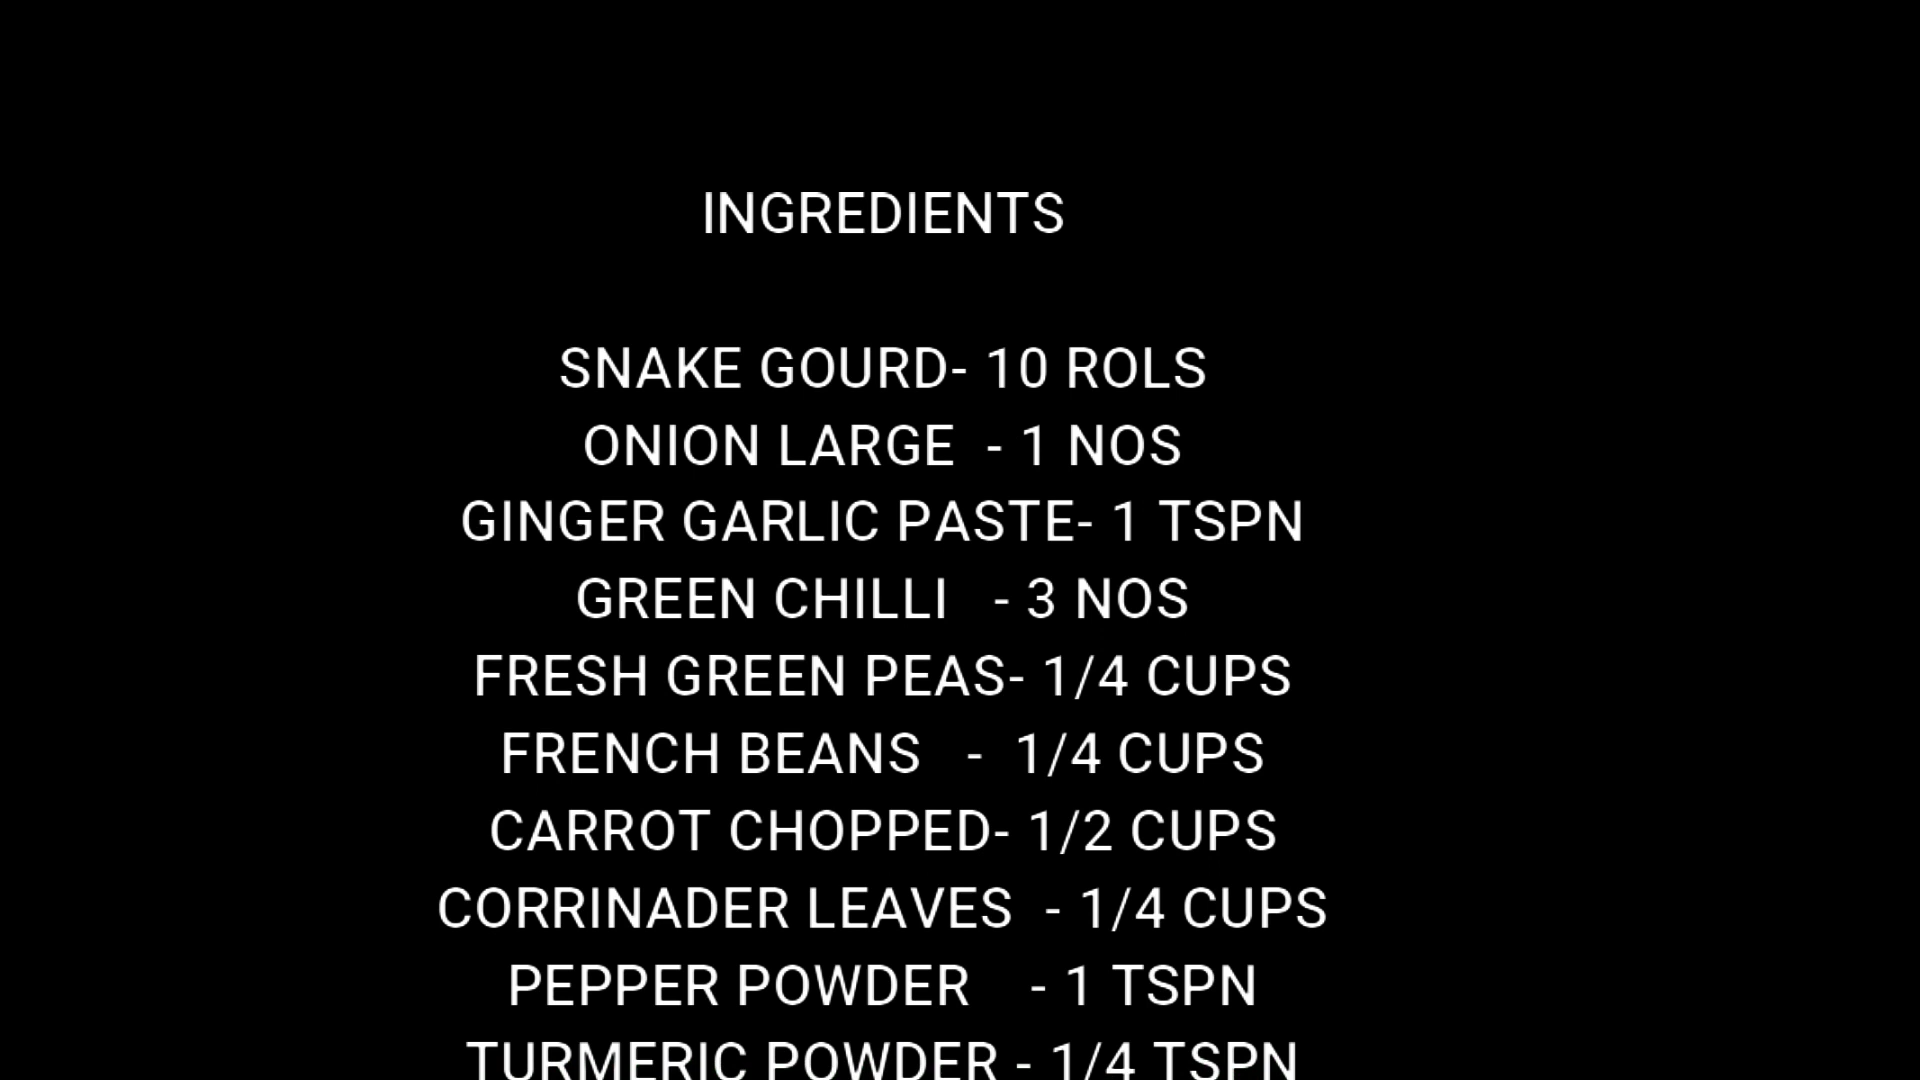 INGREDIENTS
SNAKE GOURD- 10 ROLS
ONION LARGE  - 1 NOS
GINGER GARLIC PASTE- 1 TSPN
GREEN CHILLI   - 3 NOS
FRESH GREEN PEAS- 1/4 CUPS
FRENCH BEANS   -  1/4 CUPS
CARROT CHOPPED- 1/2 CUPS
CORRINADER LEAVES  - 1/4 CUPS
PEPPER POWDER    - 1 TSPN
TURMERIC POWDER - 1/4 TSPN